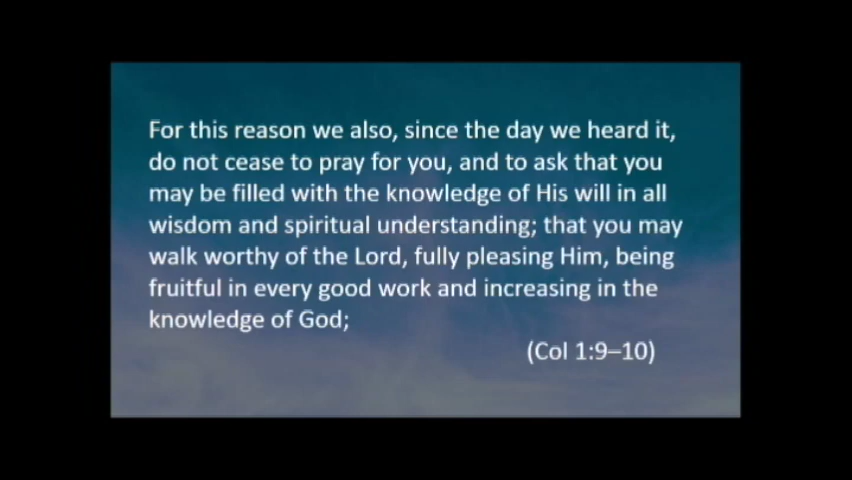 For this reason we also, since the day we heard it,
do not cease to pray for you, and to ask that you
may be filled with the knowledge of His will in all
wisdom and spiritual understanding; that you may
walk worthy of the Lord, fully pleasing Him, being
fruitful in every good work and increasing in the
knowledge of God;
(Col 1:9–10)